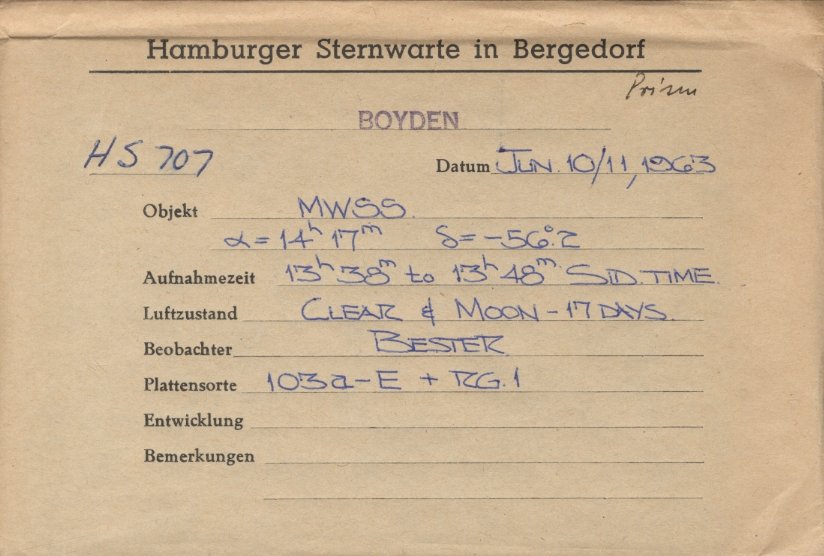 Hamburger Sternwarte in Bergedorf
Prism
BOYDEN
HS 707 Datum JUN. 10/11, 1963
Objekt MWSS.
α = 14ʰ 17ᵐ δ = -56°.2
Aufnahmezeit 13ʰ 38ᵐ to 13ʰ 48ᵐ SID. TIME.
Luftzustand CLEAR & MOON - 17 DAYS.
Beobachter BESTER
Plattensorte 103a-E + RG.1
Entwicklung
Bemerkungen